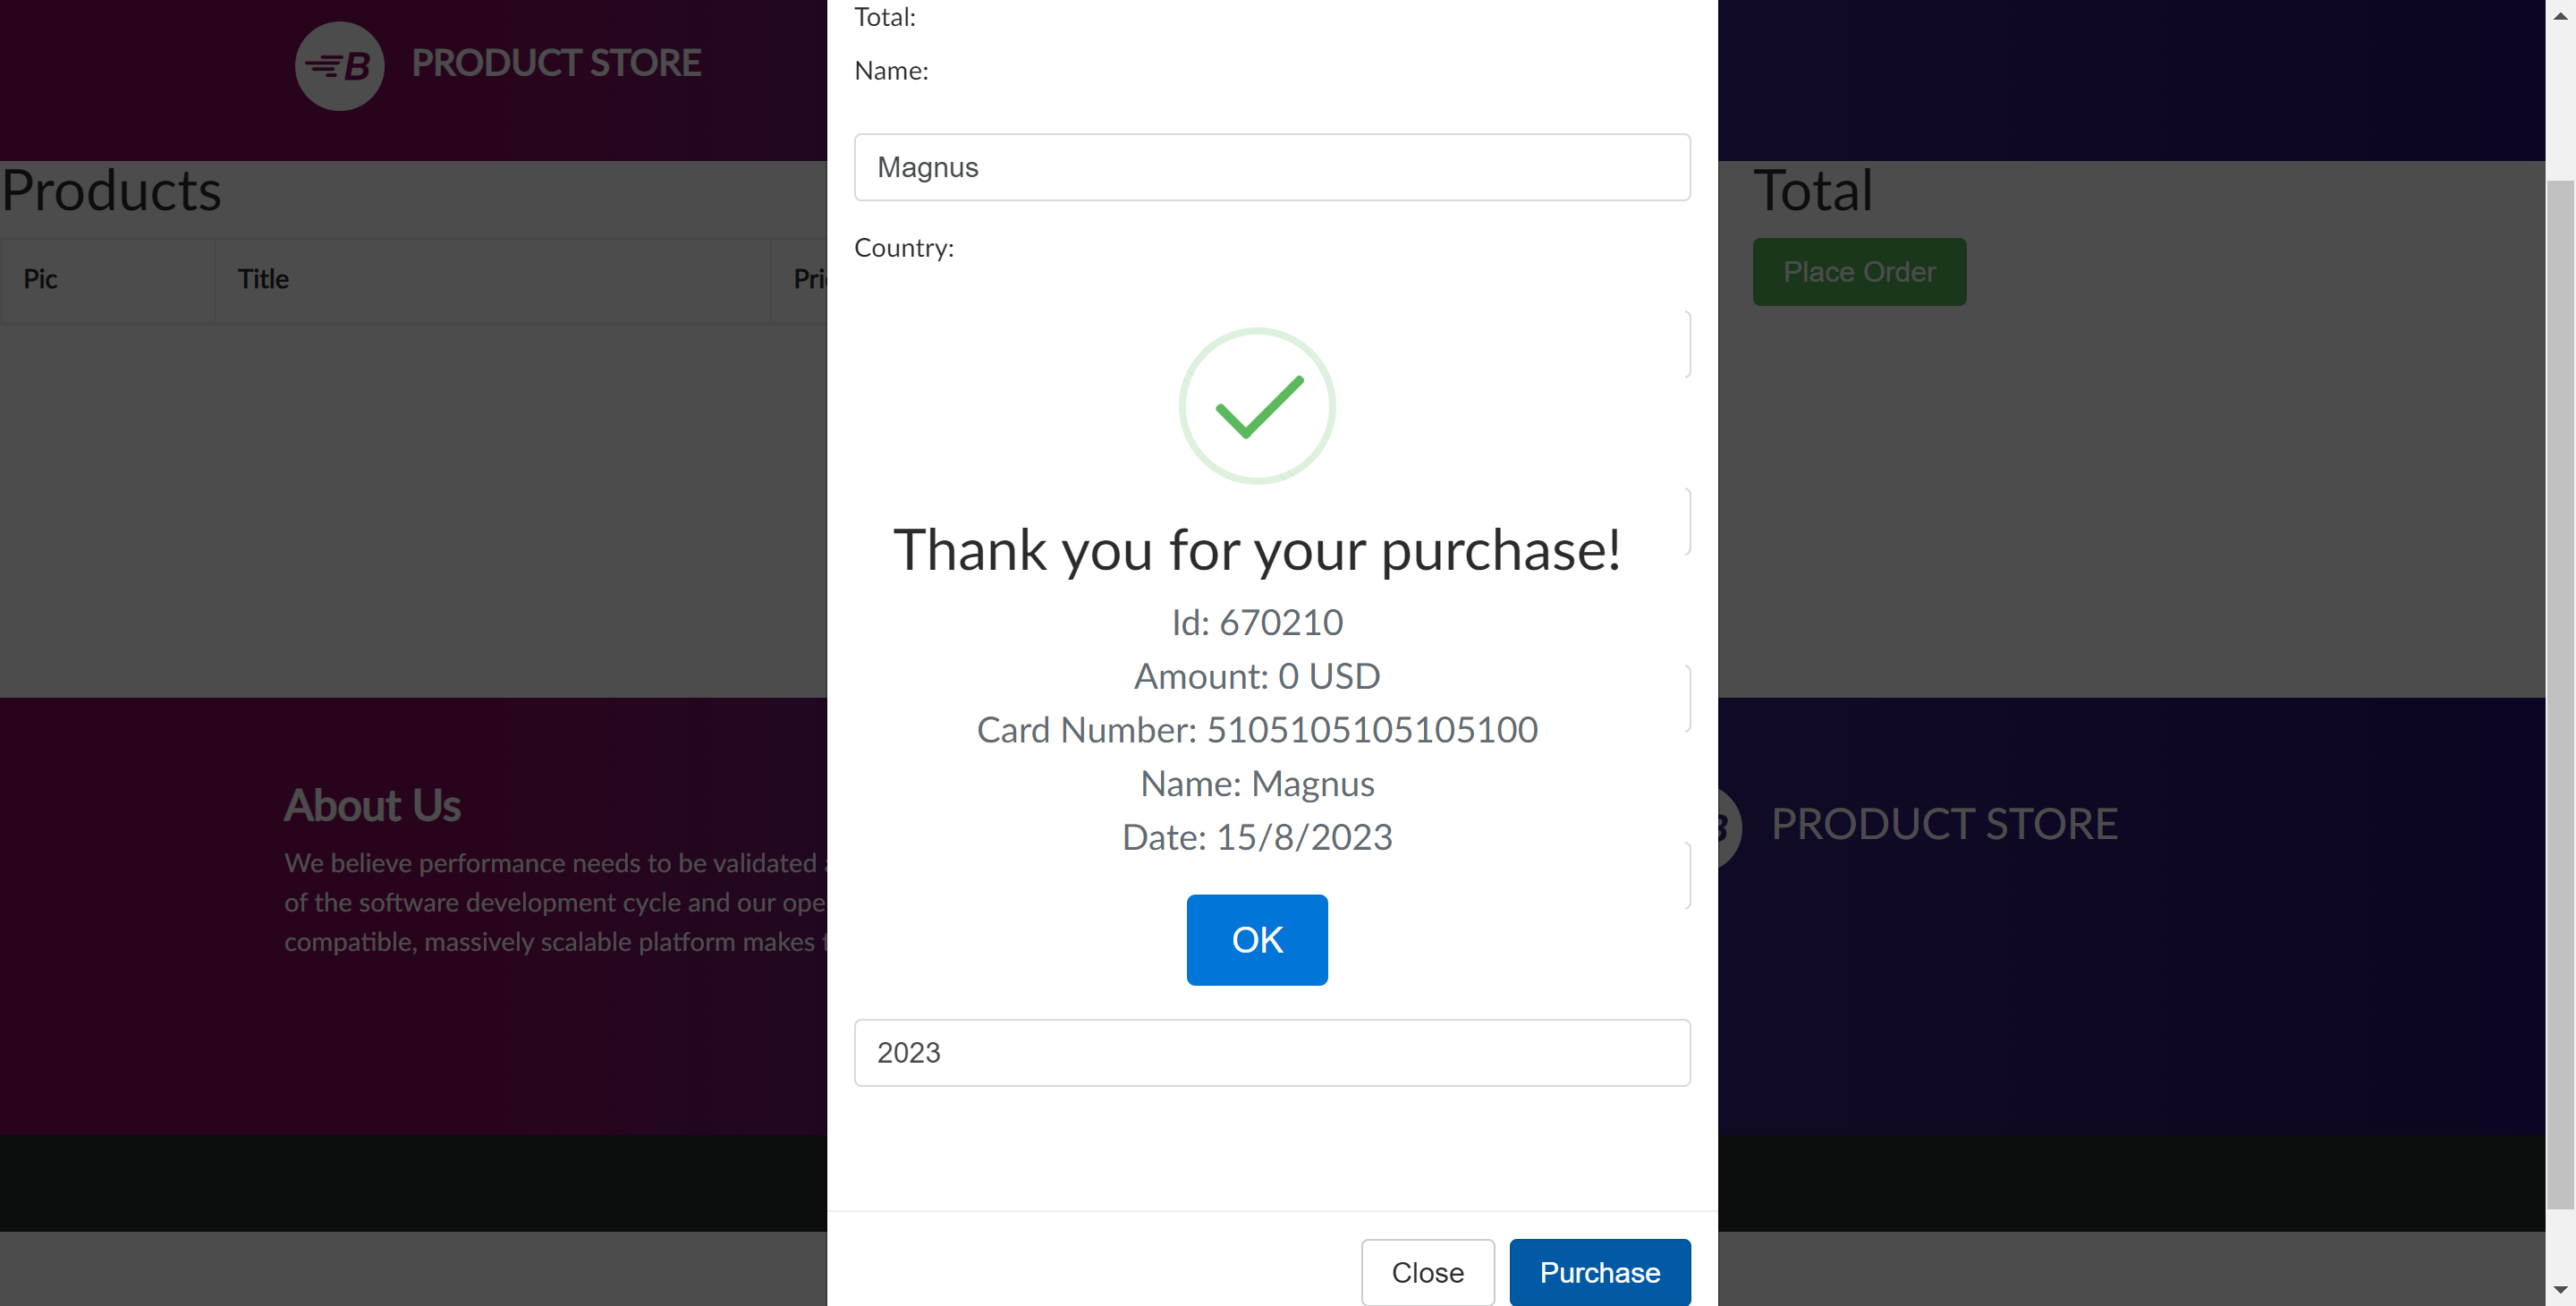 B PRODUCT STORE
Products
Pic Title
Total
Place Order
Total:
Name:
Magnus
Country:
Thank you for your purchase!
Id: 670210
Amount: 0 USD
Card Number: 5105105105105100
Name: Magnus
Date: 15/8/2023
OK
2023
Close Purchase
About Us
We believe performance needs to be validated
of the software development cycle and our
compatible, massively scalable platform makes
PRODUCT STORE